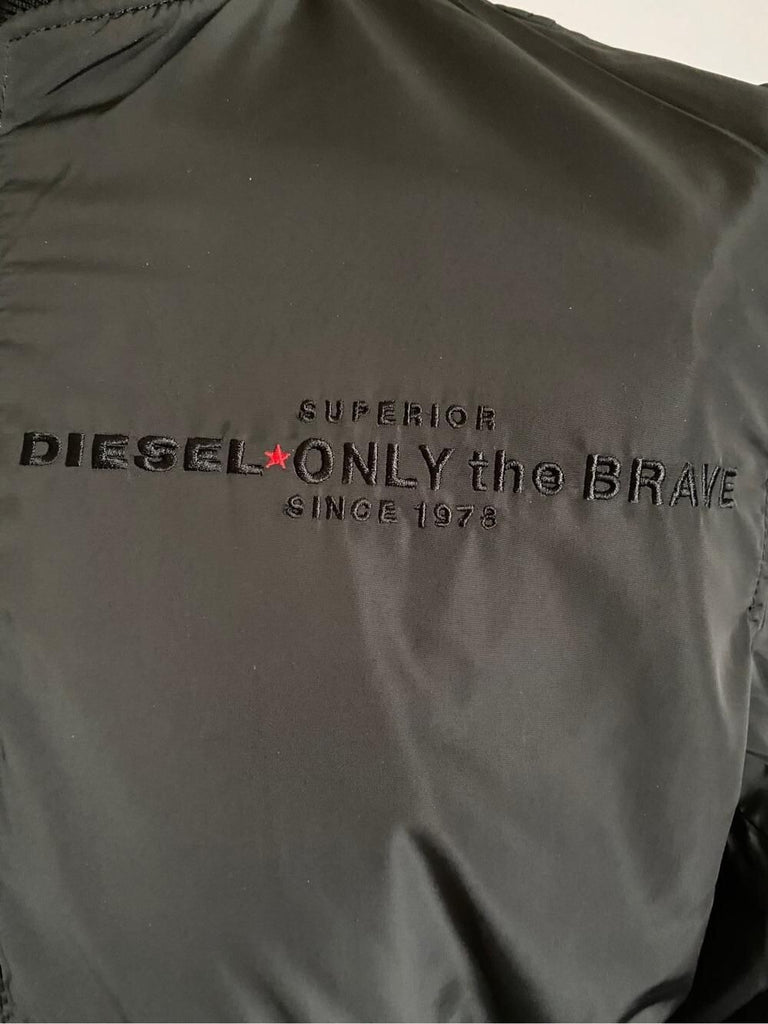 SUPERIOR
DIESEL★ONLY the BRAVE
SINCE 1978